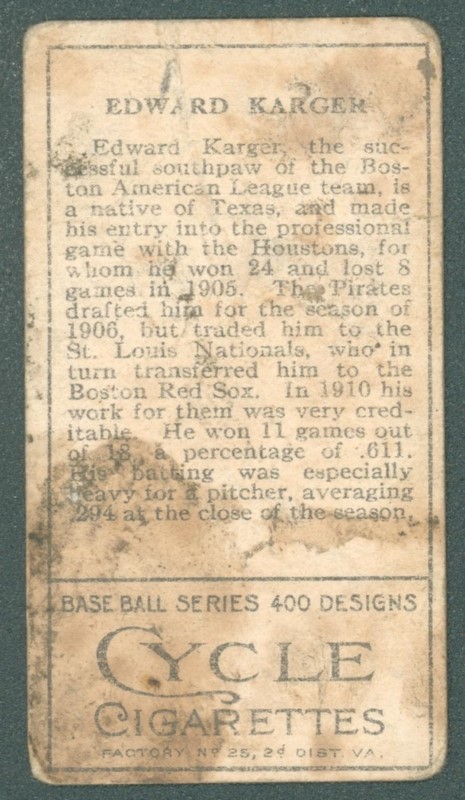 EDWARD KARGER
Edward Karger, the suc-
cessful southpaw of the Bos-
ton American League team, is
a native of Texas, and made
his entry into the professional
game with the Houstons, for
whom he won 24 and lost 8
games in 1905. The Pirates
drafted him for the season of
1906, but traded him to the
St. Louis Nationals, who in
turn transferred him to the
Boston Red Sox. In 1910 his
work for them was very cred-
itable. He won 11 games out
of 18, a percentage of .611.
His batting was especially
heavy for a pitcher, averaging
.294 at the close of the season.
BASE BALL SERIES 400 DESIGNS
CYCLE
CIGARETTES
FACTORY Nº 25, 2d DIST. VA.